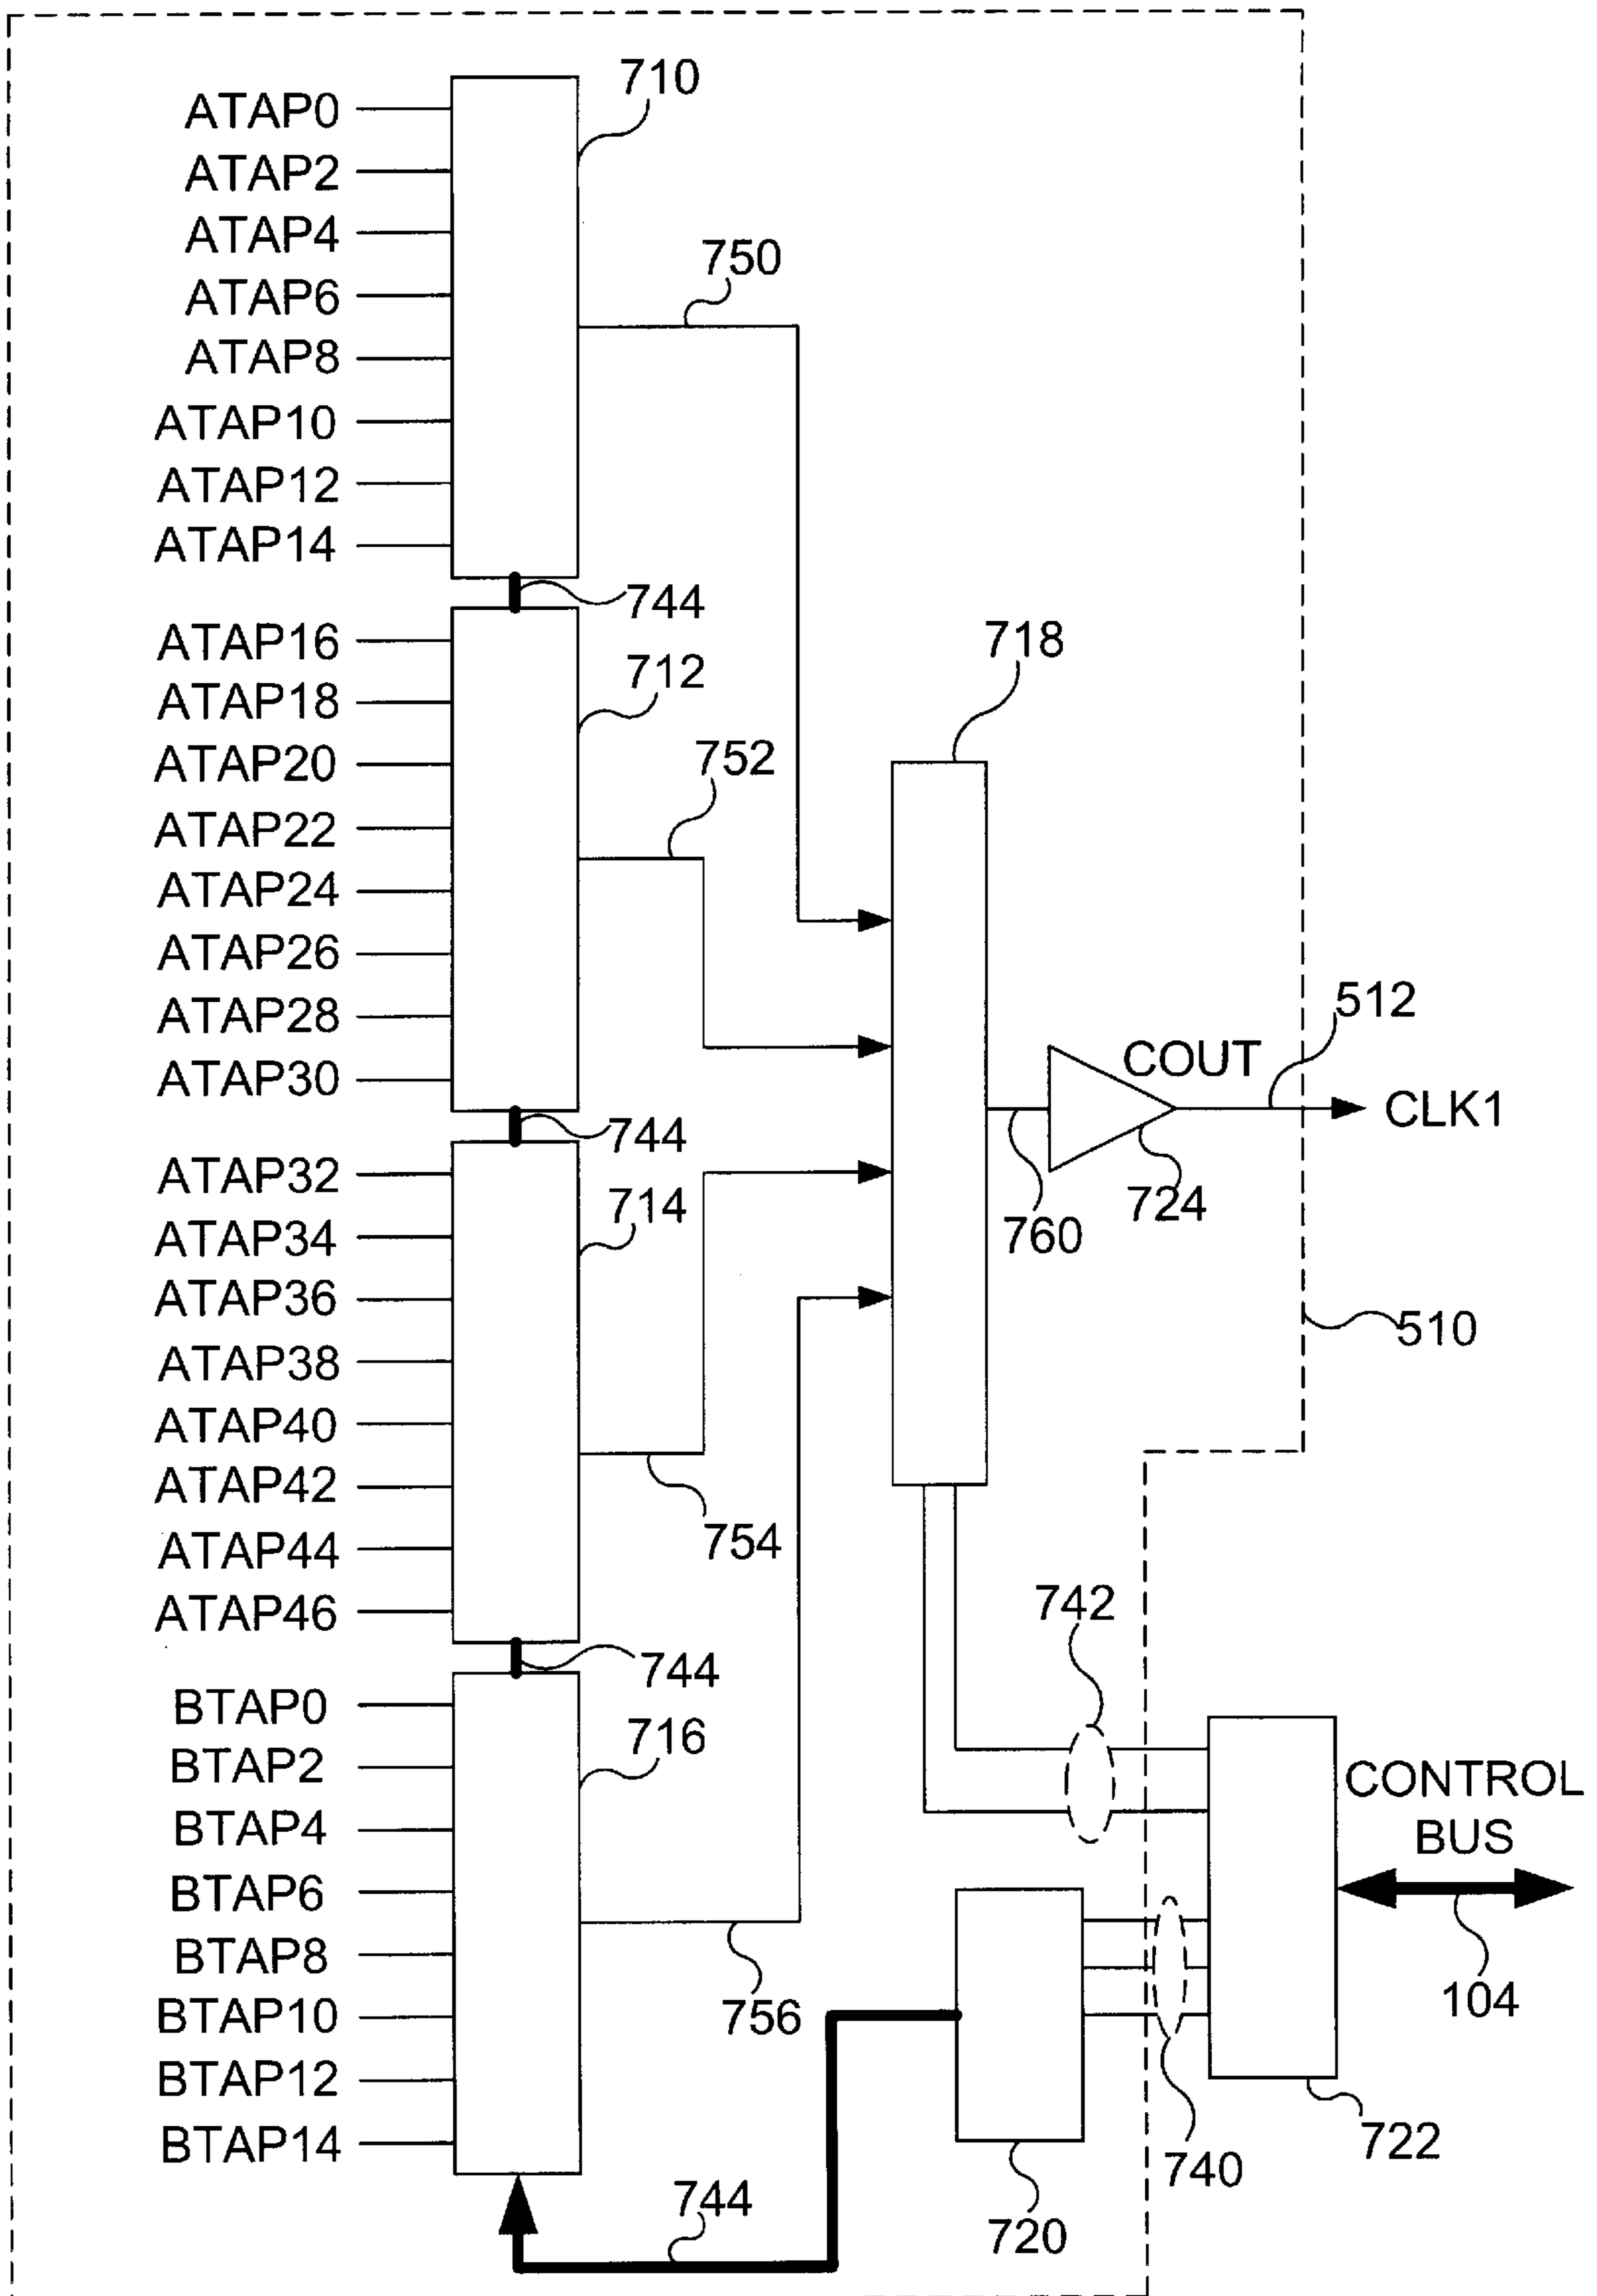 710
ATAP0
ATAP2
ATAP4
ATAP6
ATAP8
ATAP10
ATAP12
ATAP14
750
744
ATAP16
ATAP18
ATAP20
ATAP22
ATAP24
ATAP26
ATAP28
ATAP30
712
752
718
744
ATAP32
ATAP34
ATAP36
ATAP38
ATAP40
ATAP42
ATAP44
ATAP46
714
754
COUT
512
CLK1
724
760
510
744
BTAP0
BTAP2
BTAP4
BTAP6
BTAP8
BTAP10
BTAP12
BTAP14
716
756
742
CONTROL
BUS
104
740
722
720
744